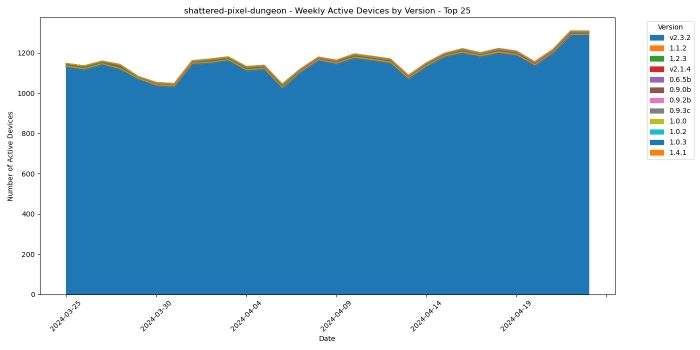 shattered-pixel-dungeon - Weekly Active Devices by Version - Top 25
Number of Active Devices
1200
1000
800
600
400
200
0
2024-03-25
2024-03-30
2024-04-04
2024-04-09
2024-04-14
2024-04-19
Date
Version
v2.3.2
1.1.2
1.2.3
v2.1.4
0.6.5b
0.9.0b
0.9.2b
0.9.3c
1.0.0
1.0.2
1.0.3
1.4.1